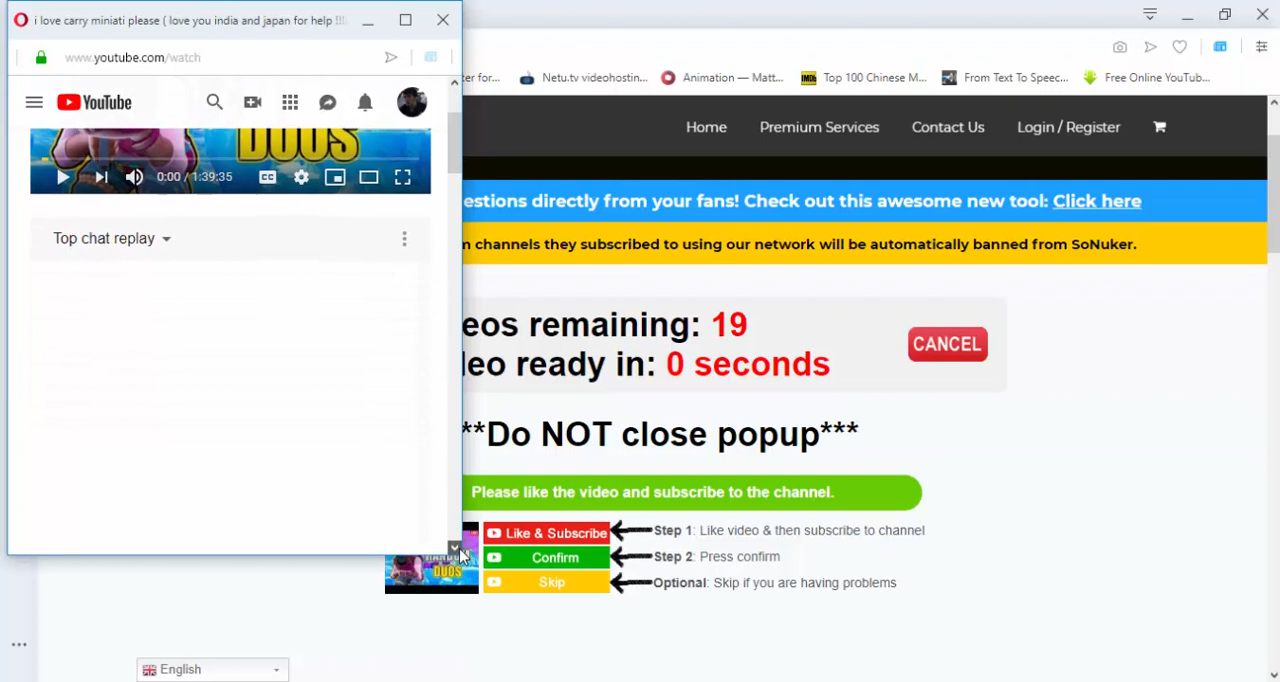 i love carry miniati please ( love you india and japan for help !!!
www.youtube.com/watch
ter for...
Netu.tv videohostin...
Animation — Matt...
Top 100 Chinese M...
From Text To Speec...
Free Online YouTub...
YouTube
Home
Premium Services
Contact Us
Login / Register
DUOS
0:00 / 1:39:35
CC
estions directly from your fans! Check out this awesome new tool: Click here
Top chat replay
m channels they subscribed to using our network will be automatically banned from SoNuker.
eos remaining: 19
CANCEL
leo ready in: 0 seconds
**Do NOT close popup***
Please like the video and subscribe to the channel.
Like & Subscribe
Step 1: Like video & then subscribe to channel
Confirm
Step 2: Press confirm
DUOS
Skip
Optional: Skip if you are having problems
English